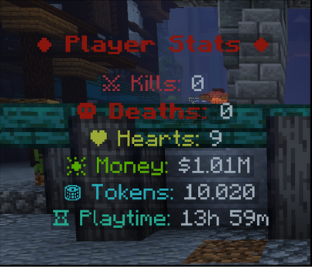 Player Stats
Kills: 0
Deaths: 0
Hearts: 9
Money: $1.01M
Tokens: 10.020
Playtime: 13h 59m